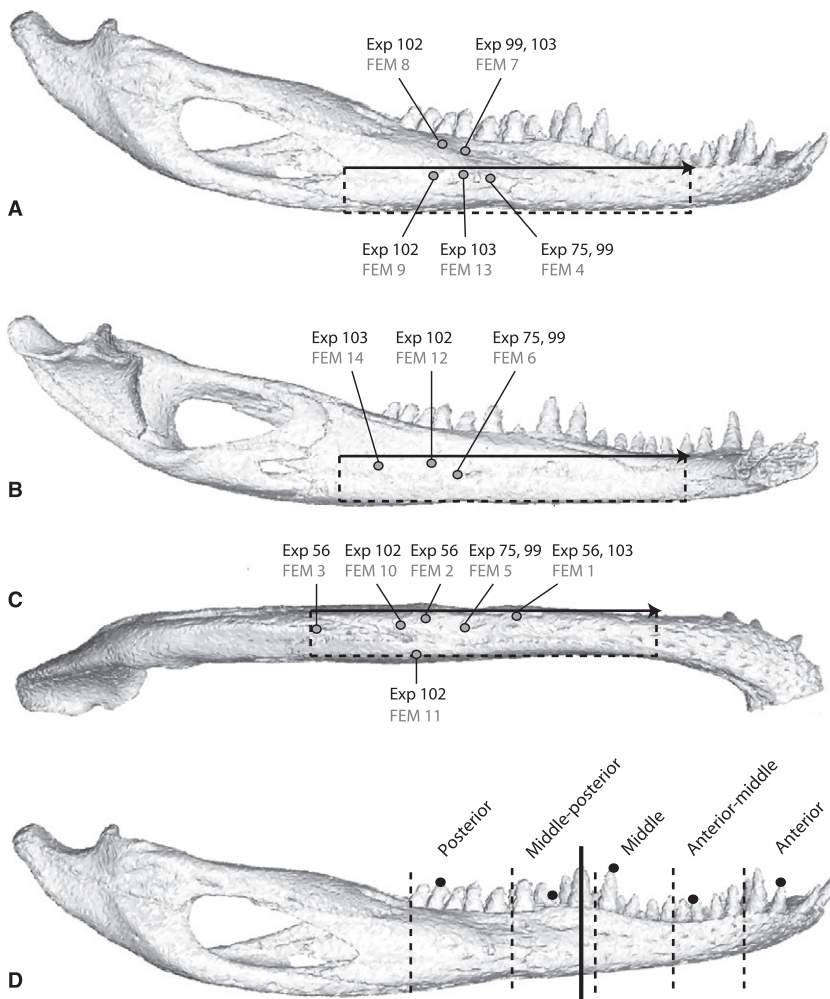 Exp 102
FEM 8
Exp 99, 103
FEM 7
A
Exp 102
FEM 9
Exp 103
FEM 13
Exp 75, 99
FEM 4
Exp 103
FEM 14
Exp 102
FEM 12
Exp 75, 99
FEM 6
B
Exp 56
FEM 3
Exp 102
FEM 10
Exp 56
FEM 2
Exp 75, 99
FEM 5
Exp 56, 103
FEM 1
C
Exp 102
FEM 11
Posterior
Middle-posterior
Middle
Anterior-middle
Anterior
D